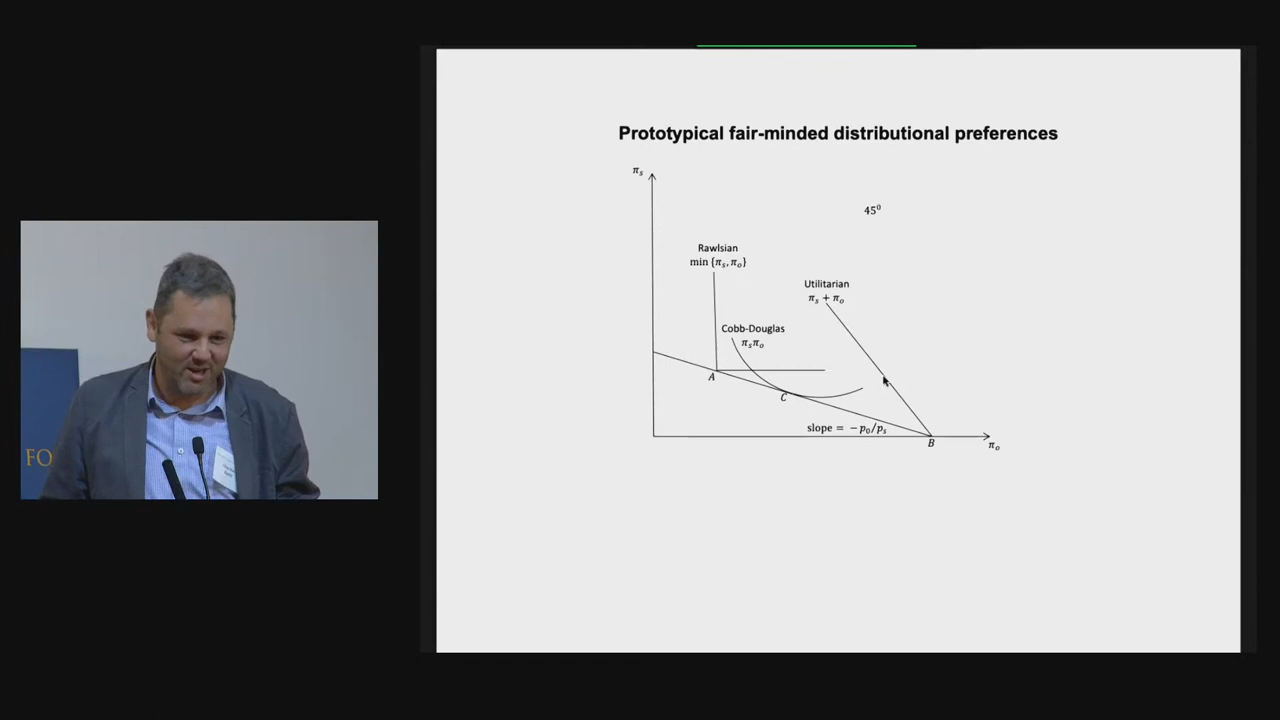 Prototypical fair-minded distributional preferences
πₛ
45⁰
Rawlsian
min {πₛ, πₒ}
Utilitarian
πₛ + πₒ
Cobb-Douglas
πₛπₒ
A
C
slope = −p₀/pₛ
B
πₒ
FO